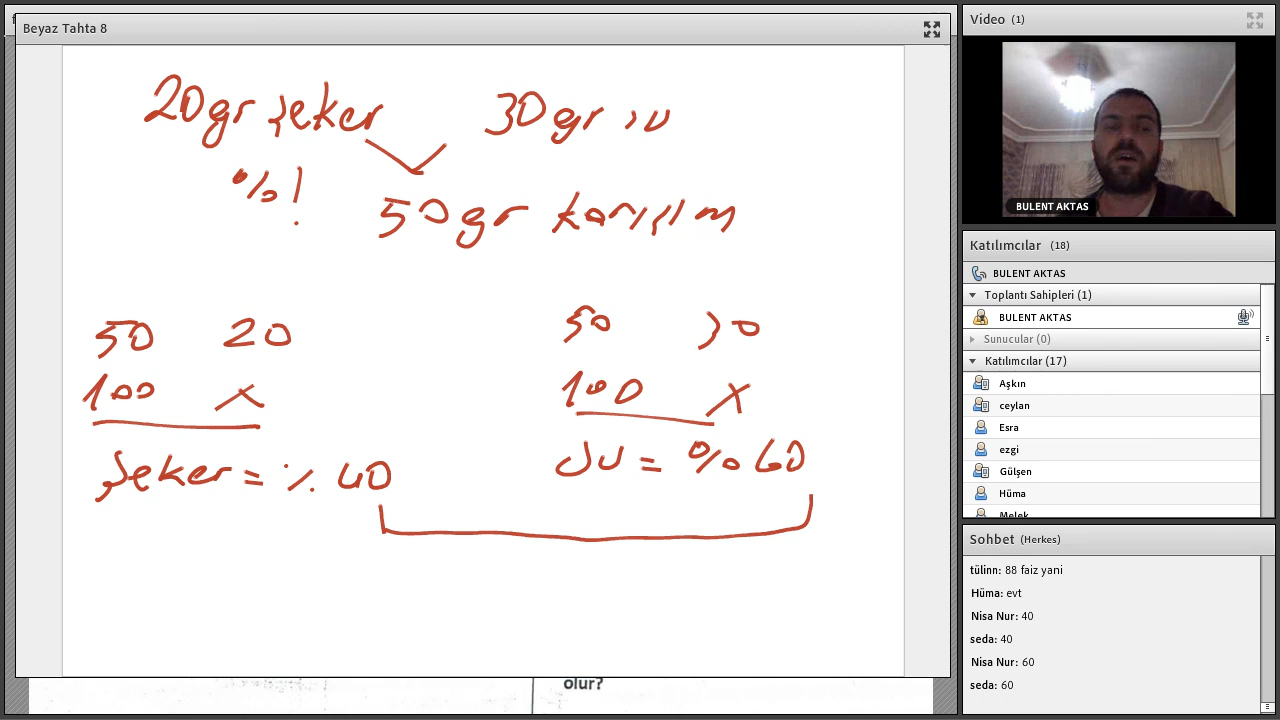 Beyaz Tahta 8
20gr şeker 30gr su
%!
50gr karışım
50 20
100 X
şeker = %40
50 30
100 X
su = %60
olur?
Video (1)
BULENT AKTAS
Katılımcılar (18)
BULENT AKTAS
Toplantı Sahipleri (1)
BULENT AKTAS
Sunucular (0)
Katılımcılar (17)
Aşkın
ceylan
Esra
ezgi
Gülşen
Hüma
Melek
Sohbet (Herkes)
tülinn: 88 faiz yani
Hüma: evt
Nisa Nur: 40
seda: 40
Nisa Nur: 60
seda: 60